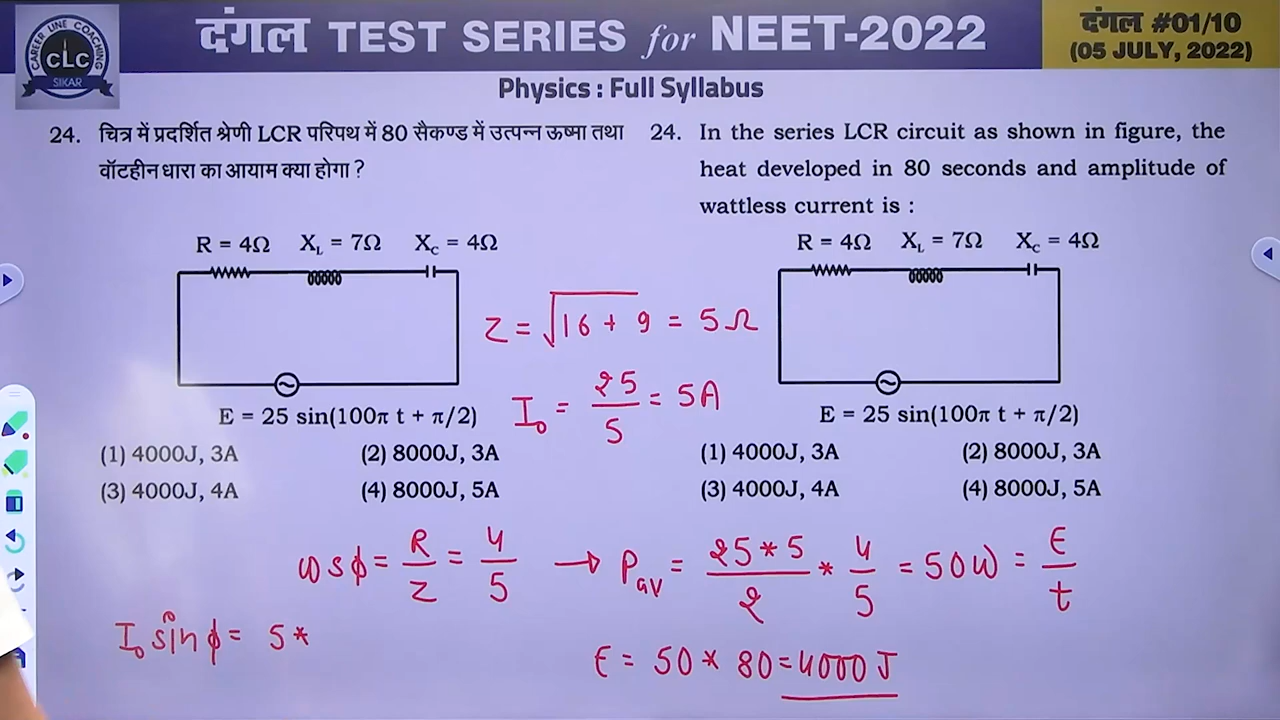 CAREER LINE COACHING
CLC
SIKAR
दंगल TEST SERIES for NEET-2022
दंगल #01/10
(05 JULY, 2022)
Physics : Full Syllabus
24. चित्र में प्रदर्शित श्रेणी LCR परिपथ में 80 सैकण्ड में उत्पन्न ऊष्मा तथा
वॉटहीन धारा का आयाम क्या होगा ?
R = 4Ω X_L = 7Ω X_C = 4Ω
E = 25 sin(100π t + π/2)
(1) 4000J, 3A (2) 8000J, 3A
(3) 4000J, 4A (4) 8000J, 5A
24. In the series LCR circuit as shown in figure, the
heat developed in 80 seconds and amplitude of
wattless current is :
R = 4Ω X_L = 7Ω X_C = 4Ω
E = 25 sin(100π t + π/2)
(1) 4000J, 3A (2) 8000J, 3A
(3) 4000J, 4A (4) 8000J, 5A
Z = √16 + 9 = 5Ω
I₀ = 25/5 = 5A
cosϕ = R/Z = 4/5 → P_av = 25*5/2 * 4/5 = 50W = E/t
I₀ sinϕ = 5*
E = 50 * 80 = 4000 J